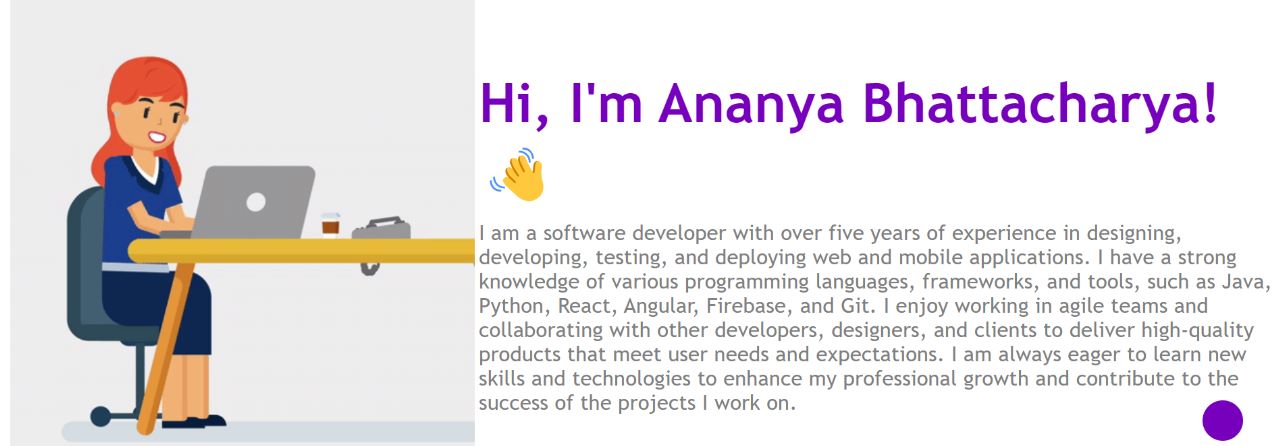 Hi, I'm Ananya Bhattacharya!
I am a software developer with over five years of experience in designing,
developing, testing, and deploying web and mobile applications. I have a strong
knowledge of various programming languages, frameworks, and tools, such as Java,
Python, React, Angular, Firebase, and Git. I enjoy working in agile teams and
collaborating with other developers, designers, and clients to deliver high-quality
products that meet user needs and expectations. I am always eager to learn new
skills and technologies to enhance my professional growth and contribute to the
success of the projects I work on.